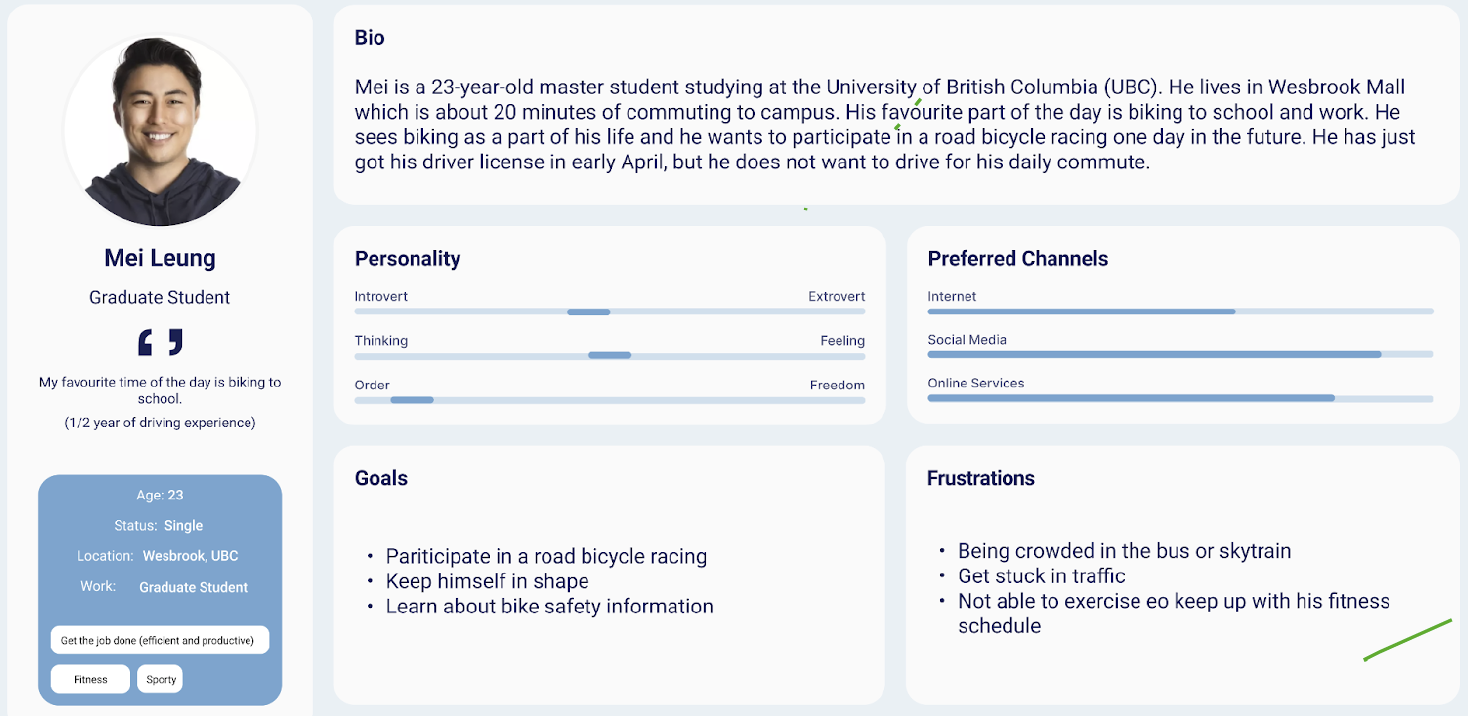 Mei Leung
Graduate Student
My favourite time of the day is biking to
school.
(1/2 year of driving experience)
Age: 23
Status: Single
Location: Wesbrook, UBC
Work: Graduate Student
Get the job done (efficient and productive)
Fitness Sporty
Bio
Mei is a 23-year-old master student studying at the University of British Columbia (UBC). He lives in Wesbrook Mall
which is about 20 minutes of commuting to campus. His favourite part of the day is biking to school and work. He
sees biking as a part of his life and he wants to participate in a road bicycle racing one day in the future. He has just
got his driver license in early April, but he does not want to drive for his daily commute.
Personality
Introvert Extrovert
Thinking Feeling
Order Freedom
Preferred Channels
Internet
Social Media
Online Services
Goals
• Pariticipate in a road bicycle racing
• Keep himself in shape
• Learn about bike safety information
Frustrations
• Being crowded in the bus or skytrain
• Get stuck in traffic
• Not able to exercise eo keep up with his fitness
schedule